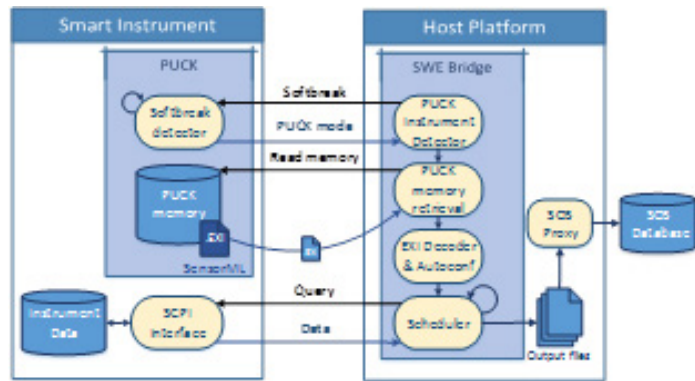 Smart Instrument
Host Platform
PUCK
SWE Bridge
Softbreak
Softbreak
detector
PUCK mode
PUCK
Instrument
Detector
Read memory
PUCK
memory
PUCK
memory
retrieval
EXI
EXI
SensorML
EXI Decoder
& Autoconf
SOS
Proxy
SOS
Database
Query
Instrument
Data
SCPI
Interface
Scheduler
Data
Output files